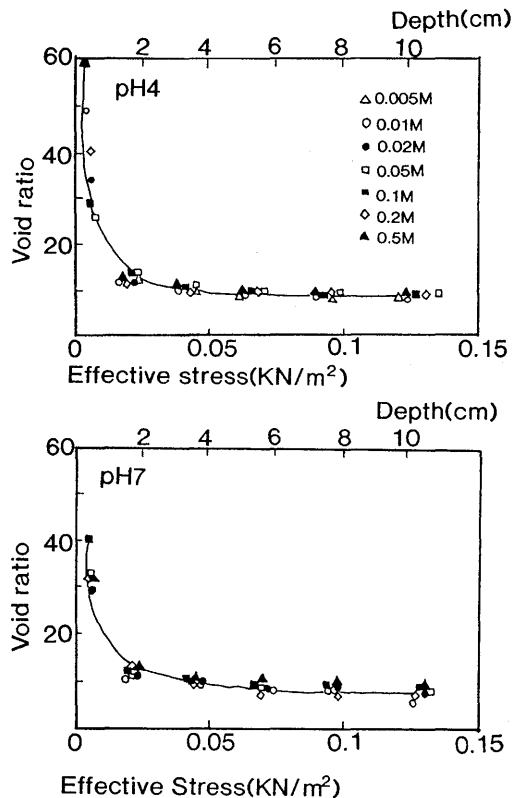 Depth(cm)
2 4 6 8 10
60
pH4
△ 0.005M
○ 0.01M
● 0.02M
□ 0.05M
■ 0.1M
◇ 0.2M
▲ 0.5M
40
20
Void ratio
0 0.05 0.1 0.15
Effective stress(KN/m²)
Depth(cm)
2 4 6 8 10
60
pH7
40
20
Void ratio
0 0.05 0.1 0.15
Effective Stress(KN/m²)